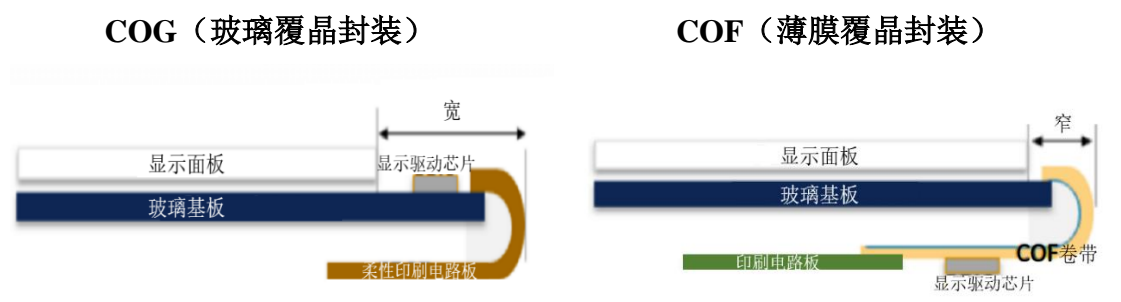 COG（玻璃覆晶封装）
宽
显示面板
显示驱动芯片
玻璃基板
柔性印刷电路板
COF（薄膜覆晶封装）
窄
显示面板
玻璃基板
COF卷带
印刷电路板
显示驱动芯片